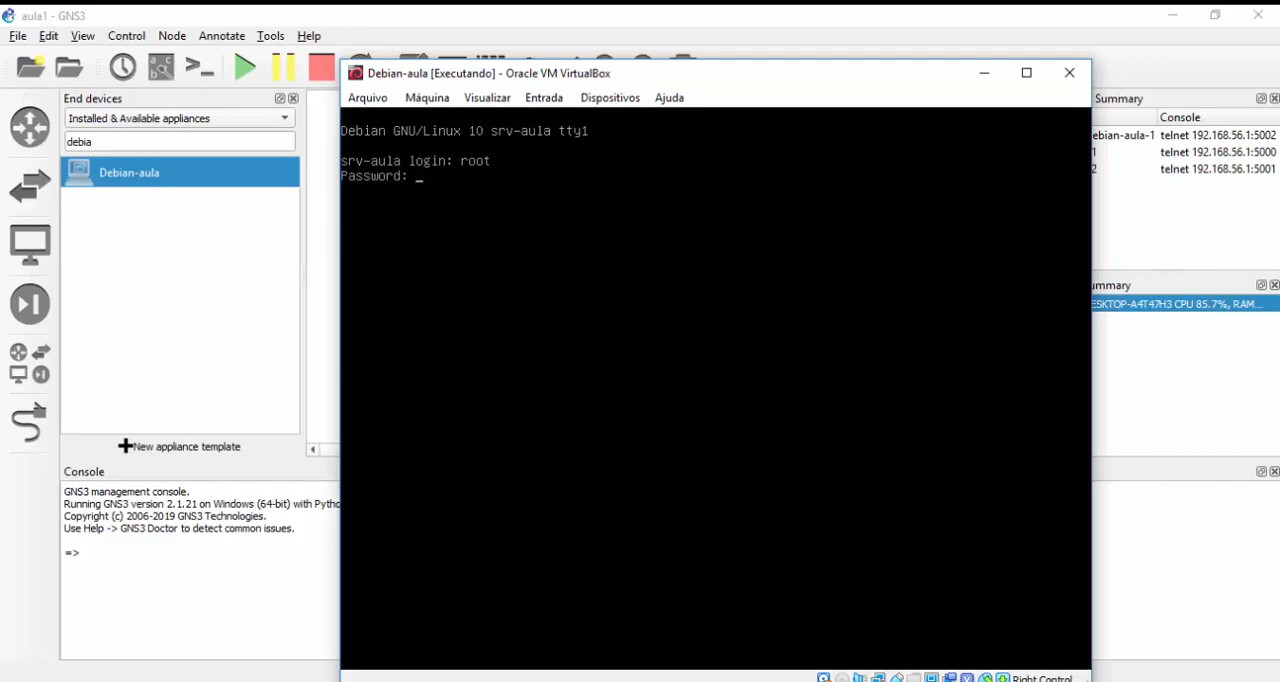 aula1 - GNS3
File Edit View Control Node Annotate Tools Help
End devices
Installed & Available appliances
debia
Debian-aula
New appliance template
Console
GNS3 management console.
Running GNS3 version 2.1.21 on Windows (64-bit) with Pytho
Copyright (c) 2006-2019 GNS3 Technologies.
Use Help -> GNS3 Doctor to detect common issues.
=>
Debian-aula [Executando] - Oracle VM VirtualBox
Arquivo Máquina Visualizar Entrada Dispositivos Ajuda
Debian GNU/Linux 10 srv-aula tty1
srv-aula login: root
Password: _
Right Control
Summary
Console
ebian-aula-1 telnet 192.168.56.1:5002
1 telnet 192.168.56.1:5000
2 telnet 192.168.56.1:5001
ummary
ESKTOP-A4T47H3 CPU 85.7%, RAM...